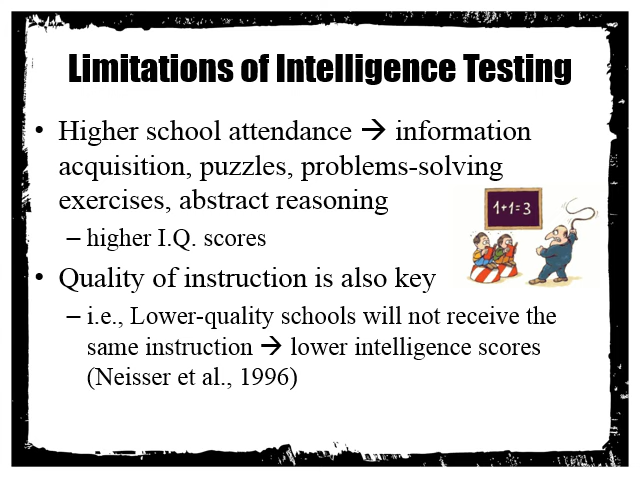 Limitations of Intelligence Testing
• Higher school attendance → information
acquisition, puzzles, problems-solving
exercises, abstract reasoning
1+1=3
– higher I.Q. scores
• Quality of instruction is also key
– i.e., Lower-quality schools will not receive the
same instruction → lower intelligence scores
(Neisser et al., 1996)